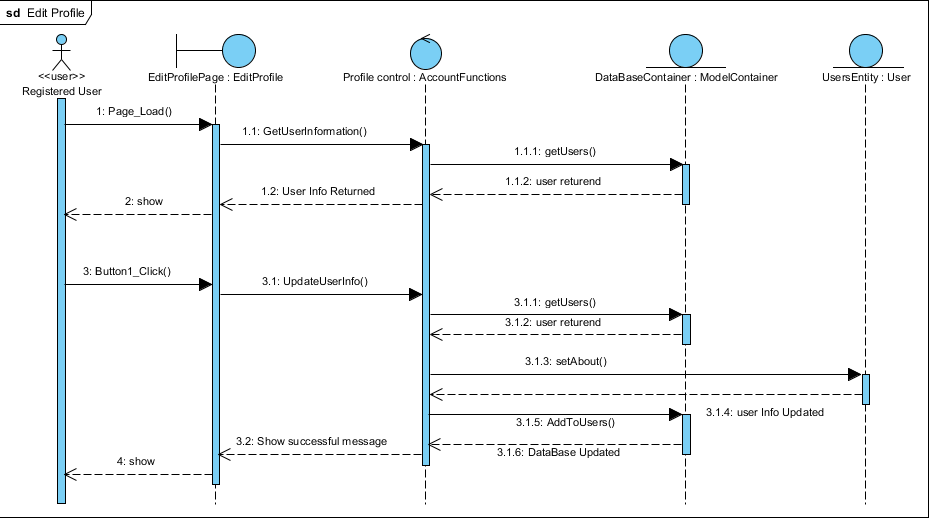 sd Edit Profile
<<user>>
Registered User
EditProfilePage : EditProfile
Profile control : AccountFunctions
DataBaseContainer : ModelContainer
UsersEntity : User
1: Page_Load()
1.1: GetUserInformation()
1.1.1: getUsers()
1.1.2: user returend
1.2: User Info Returned
2: show
3: Button1_Click()
3.1: UpdateUserInfo()
3.1.1: getUsers()
3.1.2: user returend
3.1.3: setAbout()
3.1.4: user Info Updated
3.1.5: AddToUsers()
3.1.6: DataBase Updated
3.2: Show successful message
4: show